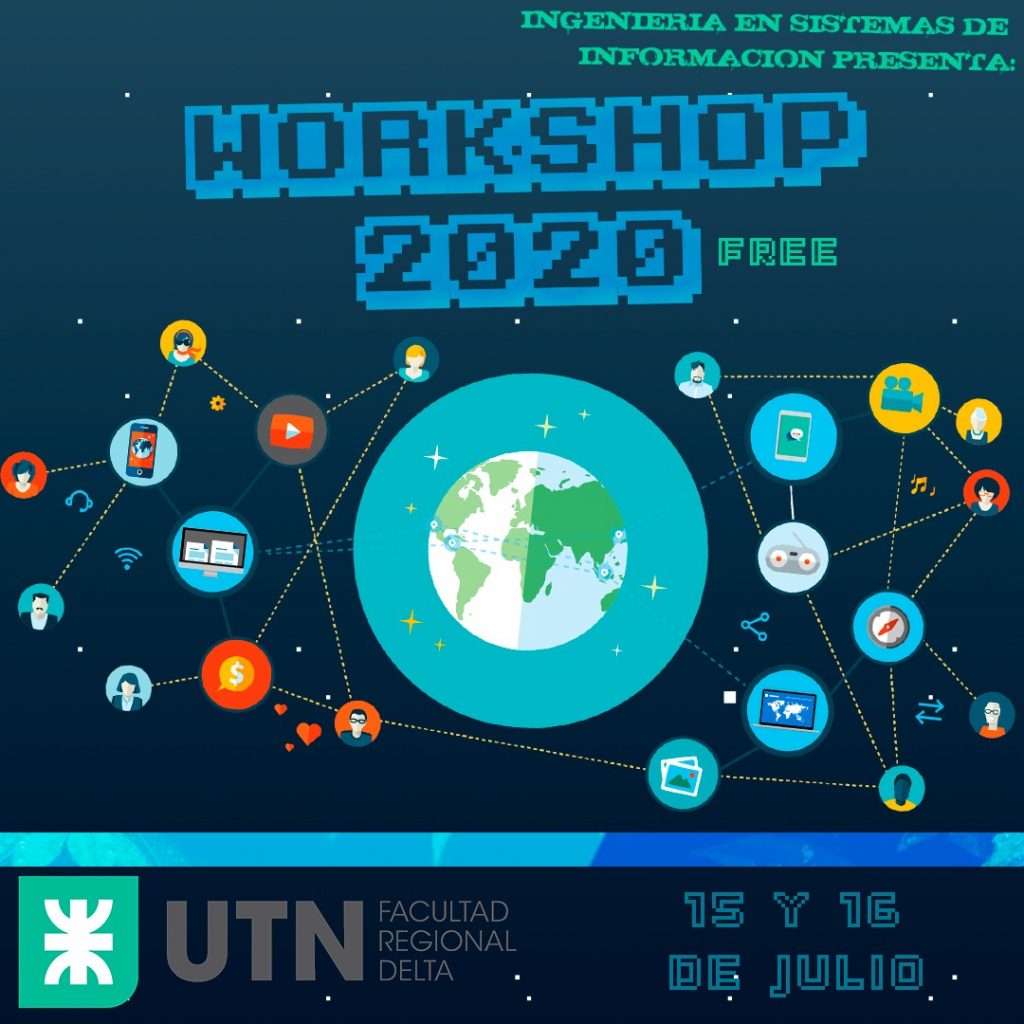 INGENIERIA EN SISTEMAS DE
INFORMACION PRESENTA:
WORKSHOP
2020
FREE
$
UTN
FACULTAD
REGIONAL
DELTA
15 Y 16
DE JULIO